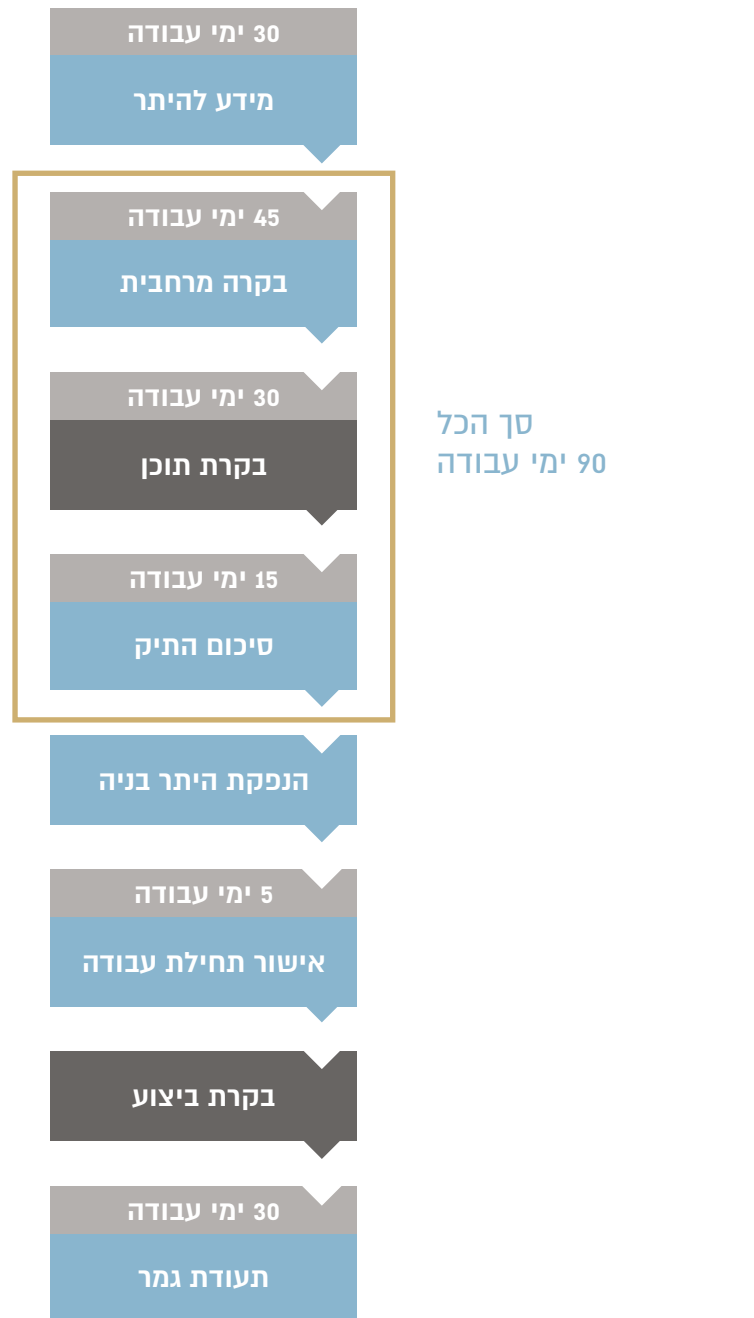 30 ימי עבודה
מידע להיתר
45 ימי עבודה
בקרה מרחבית
30 ימי עבודה
בקרת תוכן
סך הכל
90 ימי עבודה
15 ימי עבודה
סיכום התיק
הנפקת היתר בניה
5 ימי עבודה
אישור תחילת עבודה
בקרת ביצוע
30 ימי עבודה
תעודת גמר